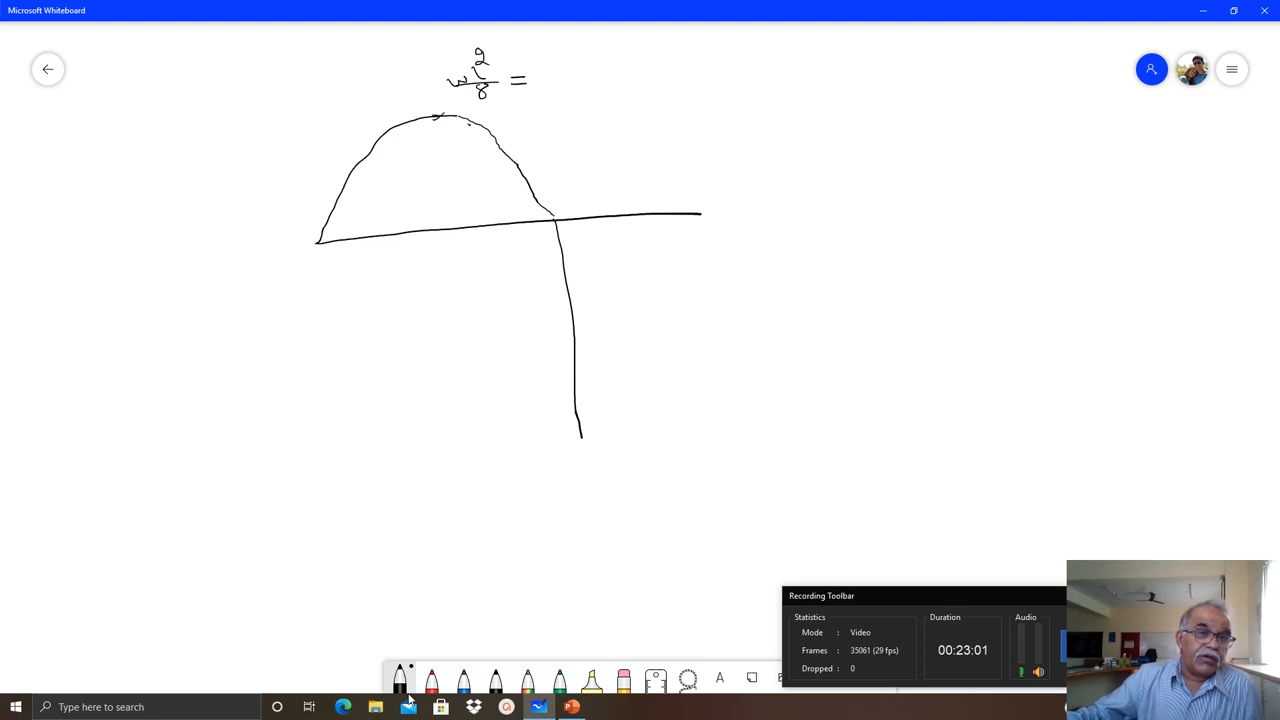 Microsoft Whiteboard
wl²/8 =
Recording Toolbar
Statistics
Duration
Audio
Mode : Video
Frames : 35061 (29 fps)
Dropped : 0
00:23:01
A
Type here to search